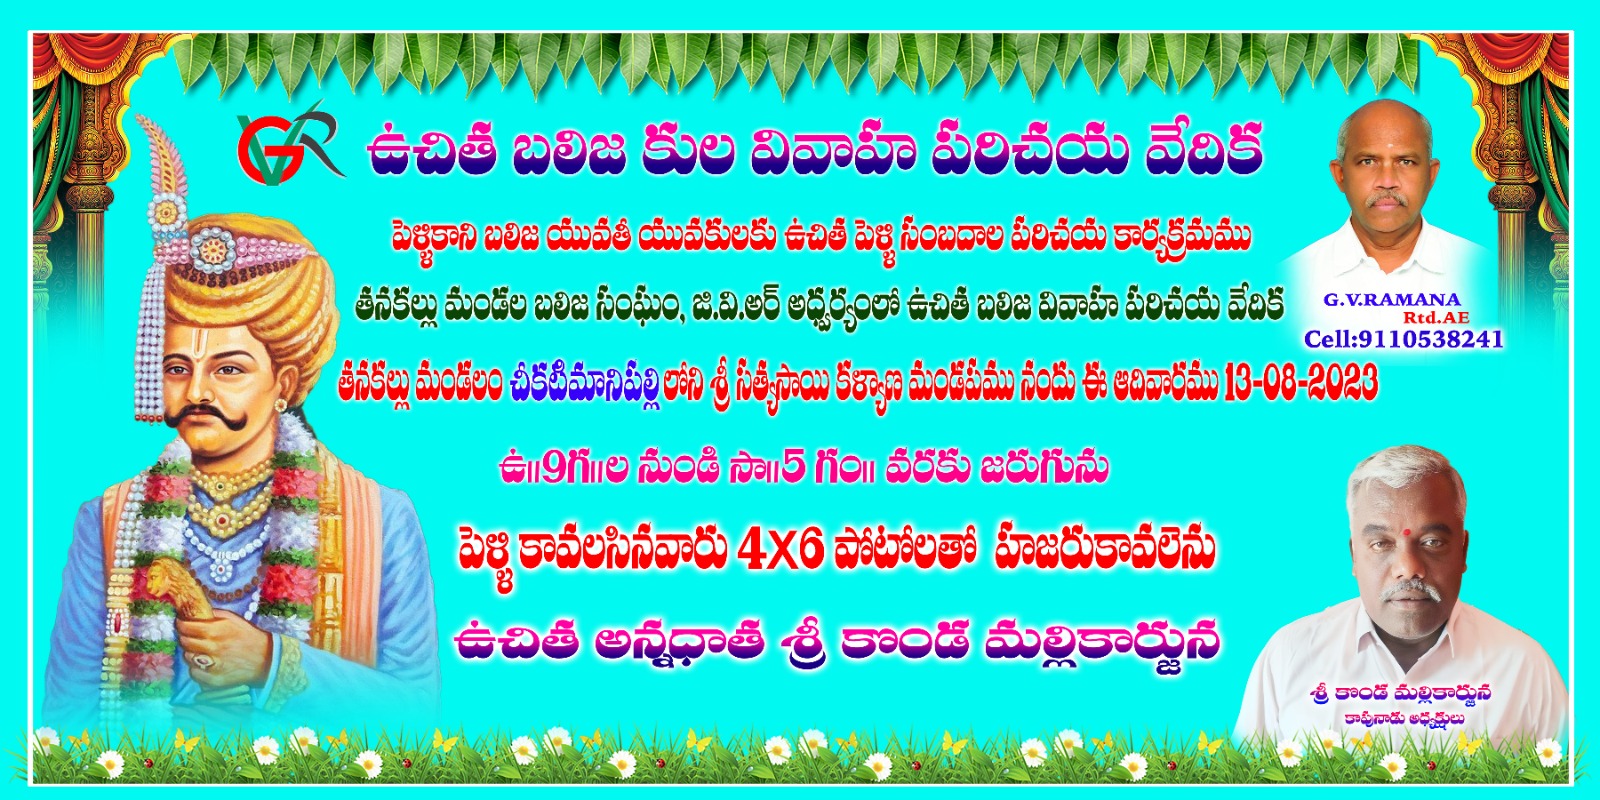 GVR ఉచిత బలిజ కుల వివాహ పరిచయ వేదిక
పెళ్ళికాని బలిజ యువతీ యువకులకు ఉచిత పెళ్ళి సంబదాల పరిచయ కార్యక్రమము
తనకల్లు మండల బలిజ సంఘం, జి.వి.అర్ అధ్వర్యంలో ఉచిత బలిజ వివాహ పరిచయ వేదిక
G.V.RAMANA
Rtd.AE
Cell:9110538241
తనకల్లు మండలం చీకటిమానిపల్లిలోని శ్రీ సత్యసాయి కళ్యాణ మండపము నందు ఈ ఆదివారము 13-08-2023
ఉ॥9గ॥ల నుండి సా॥5 గం॥ వరకు జరుగును
పెళ్ళి కావలసినవారు 4X6 పోటోలతో హజరుకావలెను
ఉచిత అన్నధాత శ్రీ కొండ మల్లికార్జున
శ్రీ కొండ మల్లికార్జున
కాపునాడు అధ్యక్షులు